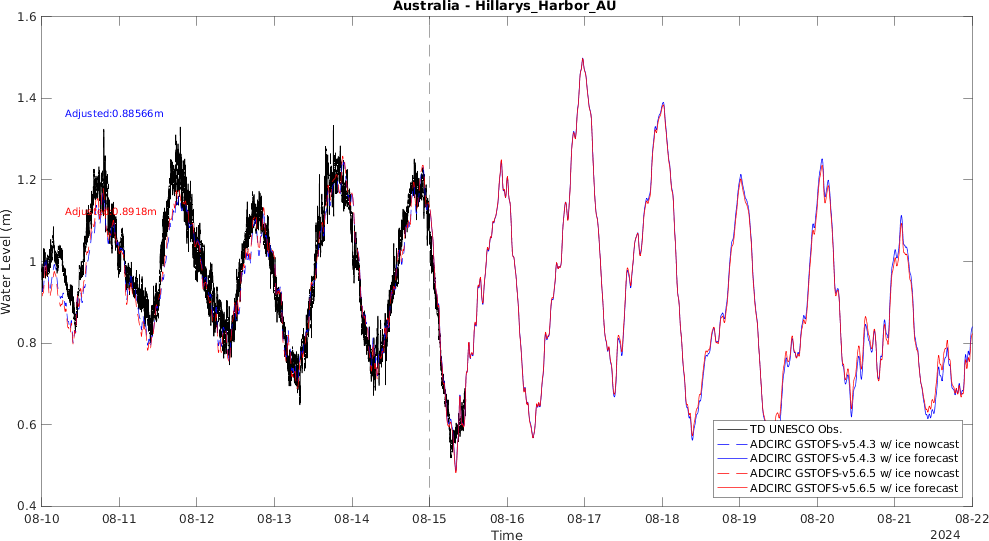 Australia - Hillarys_Harbor_AU
1.6
1.4
1.2
1
0.8
0.6
0.4
Water Level (m)
Adjusted:0.88566m
Adjusted:0.8918m
TD UNESCO Obs.
ADCIRC GSTOFS-v5.4.3 w/ ice nowcast
ADCIRC GSTOFS-v5.4.3 w/ ice forecast
ADCIRC GSTOFS-v5.6.5 w/ ice nowcast
ADCIRC GSTOFS-v5.6.5 w/ ice forecast
08-10 08-11 08-12 08-13 08-14 08-15 08-16 08-17 08-18 08-19 08-20 08-21 08-22
Time
2024